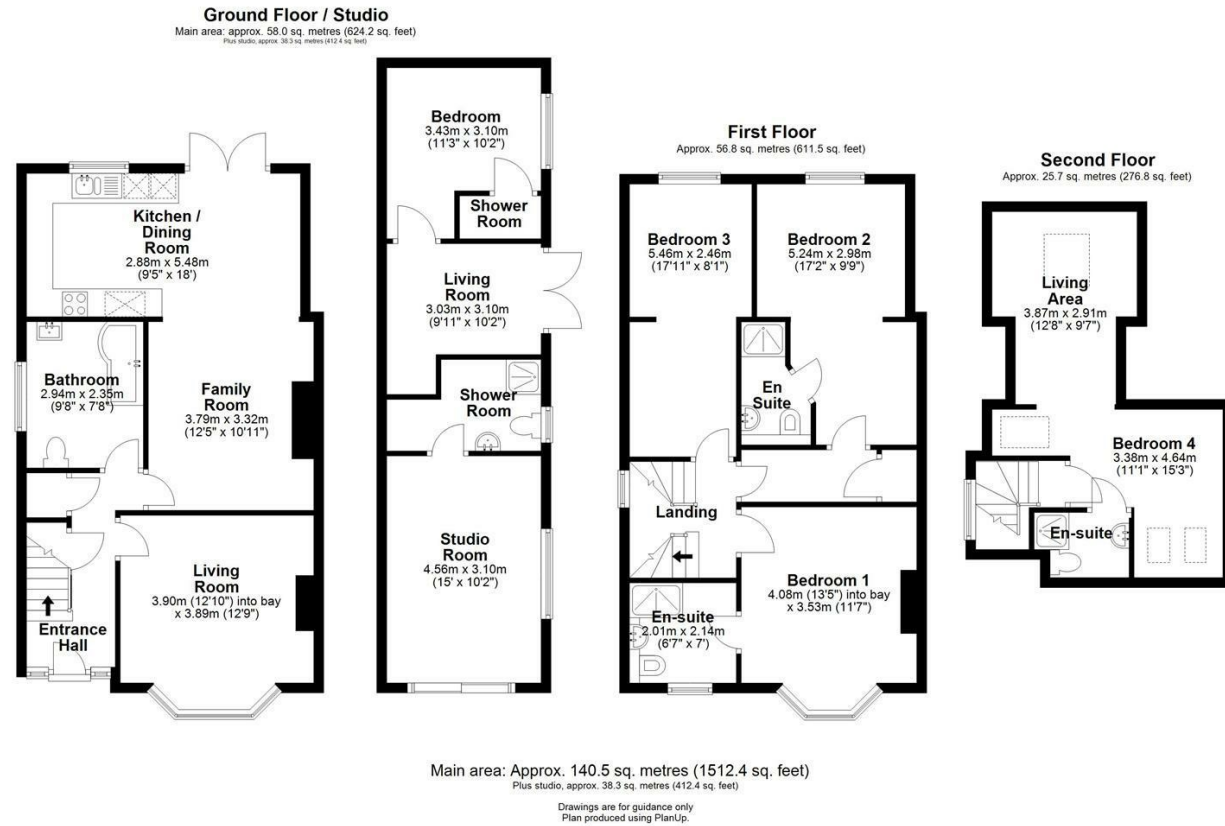 Ground Floor / Studio
Main area: approx. 58.0 sq. metres (624.2 sq. feet)
Plus studio, approx. 38.3 sq. metres (412.4 sq. feet)
Kitchen /
Dining
Room
2.88m x 5.48m
(9'5" x 18')
Bathroom
2.94m x 2.35m
(9'8" x 7'8")
Family
Room
3.79m x 3.32m
(12'5" x 10'11")
Living
Room
3.90m (12'10") into bay
x 3.89m (12'9")
Entrance
Hall
Bedroom
3.43m x 3.10m
(11'3" x 10'2")
Shower
Room
Living
Room
3.03m x 3.10m
(9'11" x 10'2")
Shower
Room
Studio
Room
4.56m x 3.10m
(15' x 10'2")
First Floor
Approx. 56.8 sq. metres (611.5 sq. feet)
Bedroom 3
5.46m x 2.46m
(17'11" x 8'1")
Bedroom 2
5.24m x 2.98m
(17'2" x 9'9")
En
Suite
Landing
Bedroom 1
4.08m (13'5") into bay
x 3.53m (11'7")
En-suite
2.01m x 2.14m
(6'7" x 7')
Second Floor
Approx. 25.7 sq. metres (276.8 sq. feet)
Living
Area
3.87m x 2.91m
(12'8" x 9'7")
Bedroom 4
3.38m x 4.64m
(11'1" x 15'3")
En-suite
Main area: Approx. 140.5 sq. metres (1512.4 sq. feet)
Plus studio, approx. 38.3 sq. metres (412.4 sq. feet)
Drawings are for guidance only
Plan produced using PlanUp.